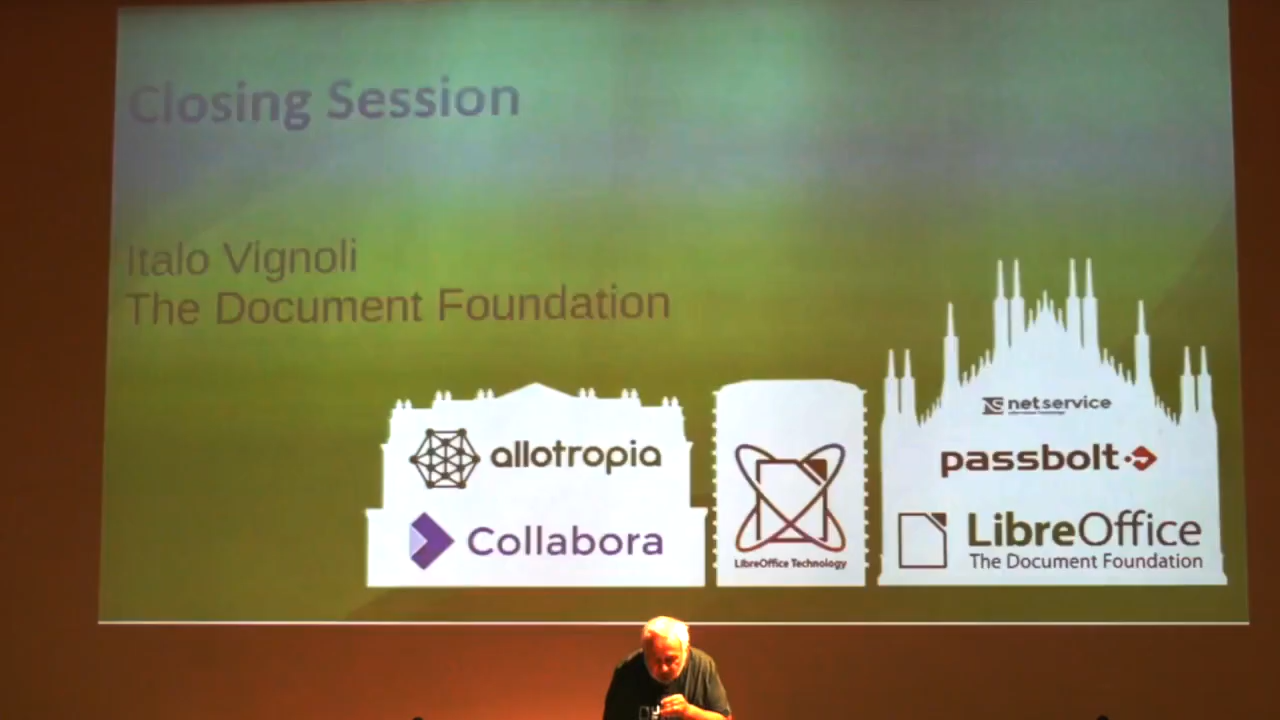 Closing Session
Italo Vignoli
The Document Foundation
allotropia
Collabora
LibreOffice Technology
netservice
passbolt
LibreOffice
The Document Foundation